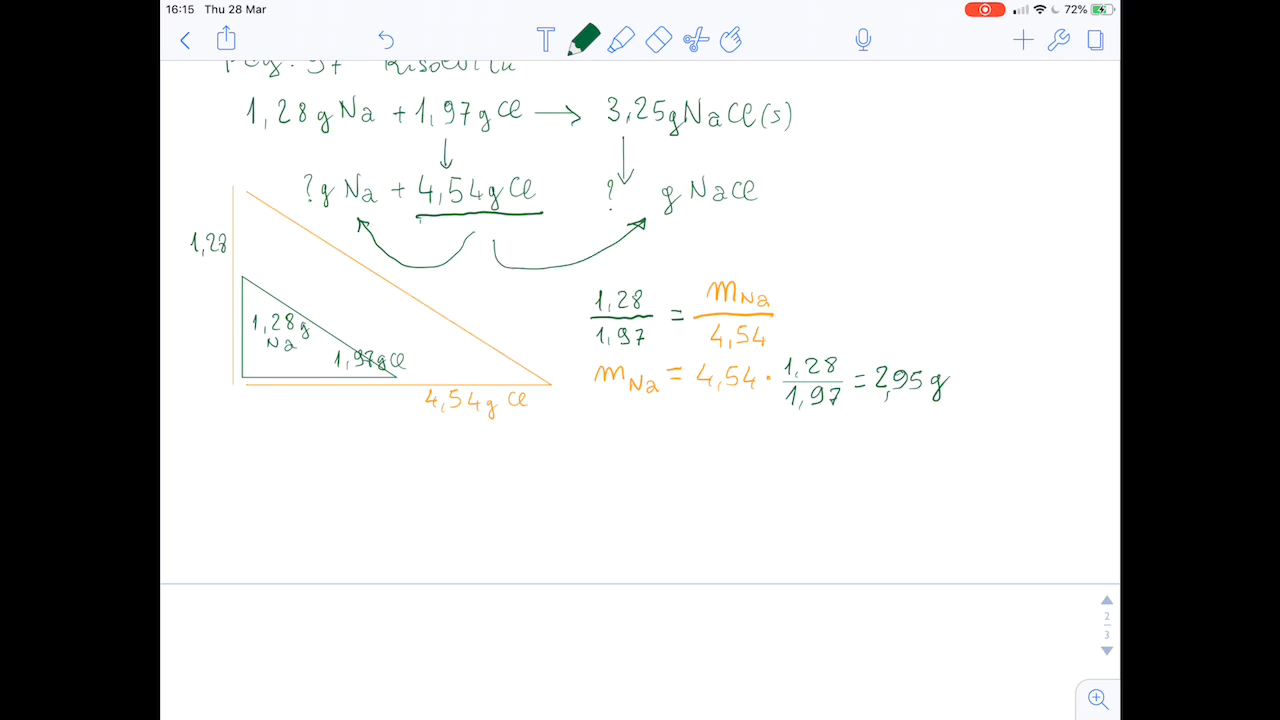 16:15 Thu 28 Mar 72%
1,28 g Na + 1,97 g Cl → 3,25 g NaCl (s)
? g Na + 4,54 g Cl ? g NaCl
1,28
1,28 g
Na
1,97 g Cl
4,54 g Cl
1,28 / 1,97 = mNa / 4,54
mNa = 4,54 · 1,28 / 1,97 = 2,95 g
T
2
3